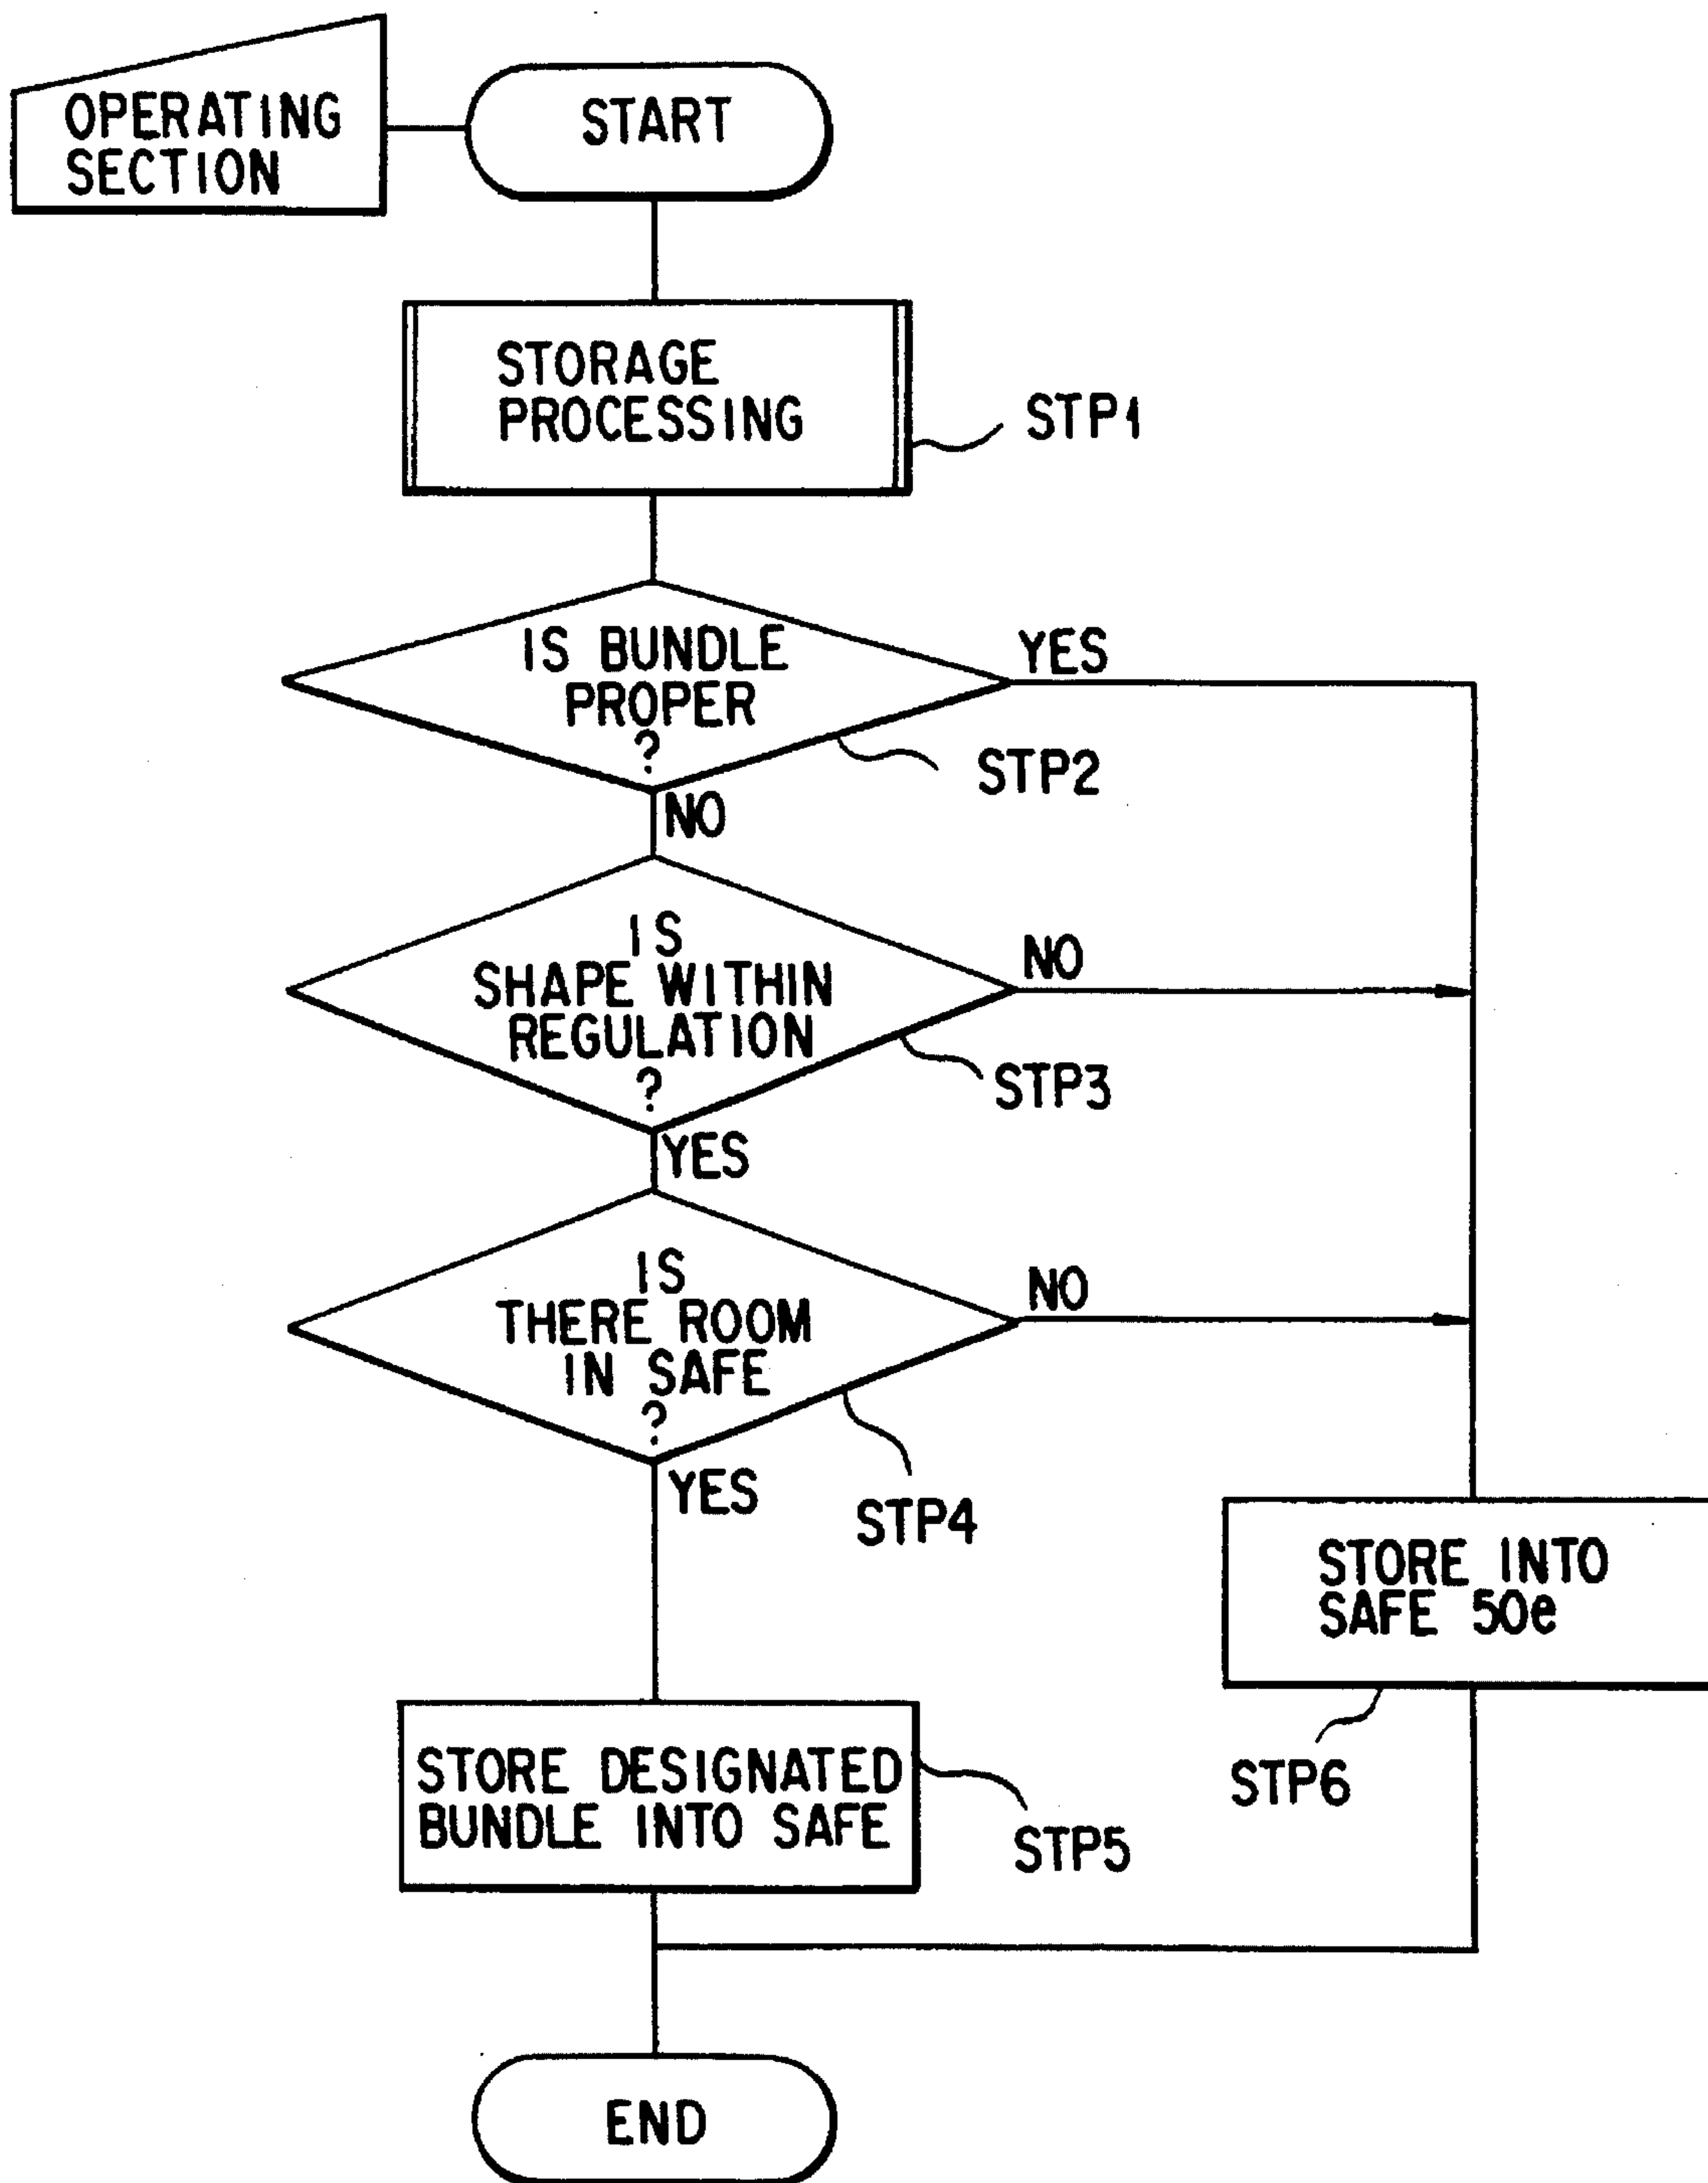 OPERATING
SECTION
START
STORAGE
PROCESSING
STP1
IS BUNDLE
PROPER
?
YES
STP2
NO
IS
SHAPE WITHIN
REGULATION
?
NO
STP3
YES
IS
THERE ROOM
IN SAFE
?
NO
STP4
YES
STORE INTO
SAFE 50e
STP6
STORE DESIGNATED
BUNDLE INTO SAFE
STP5
END